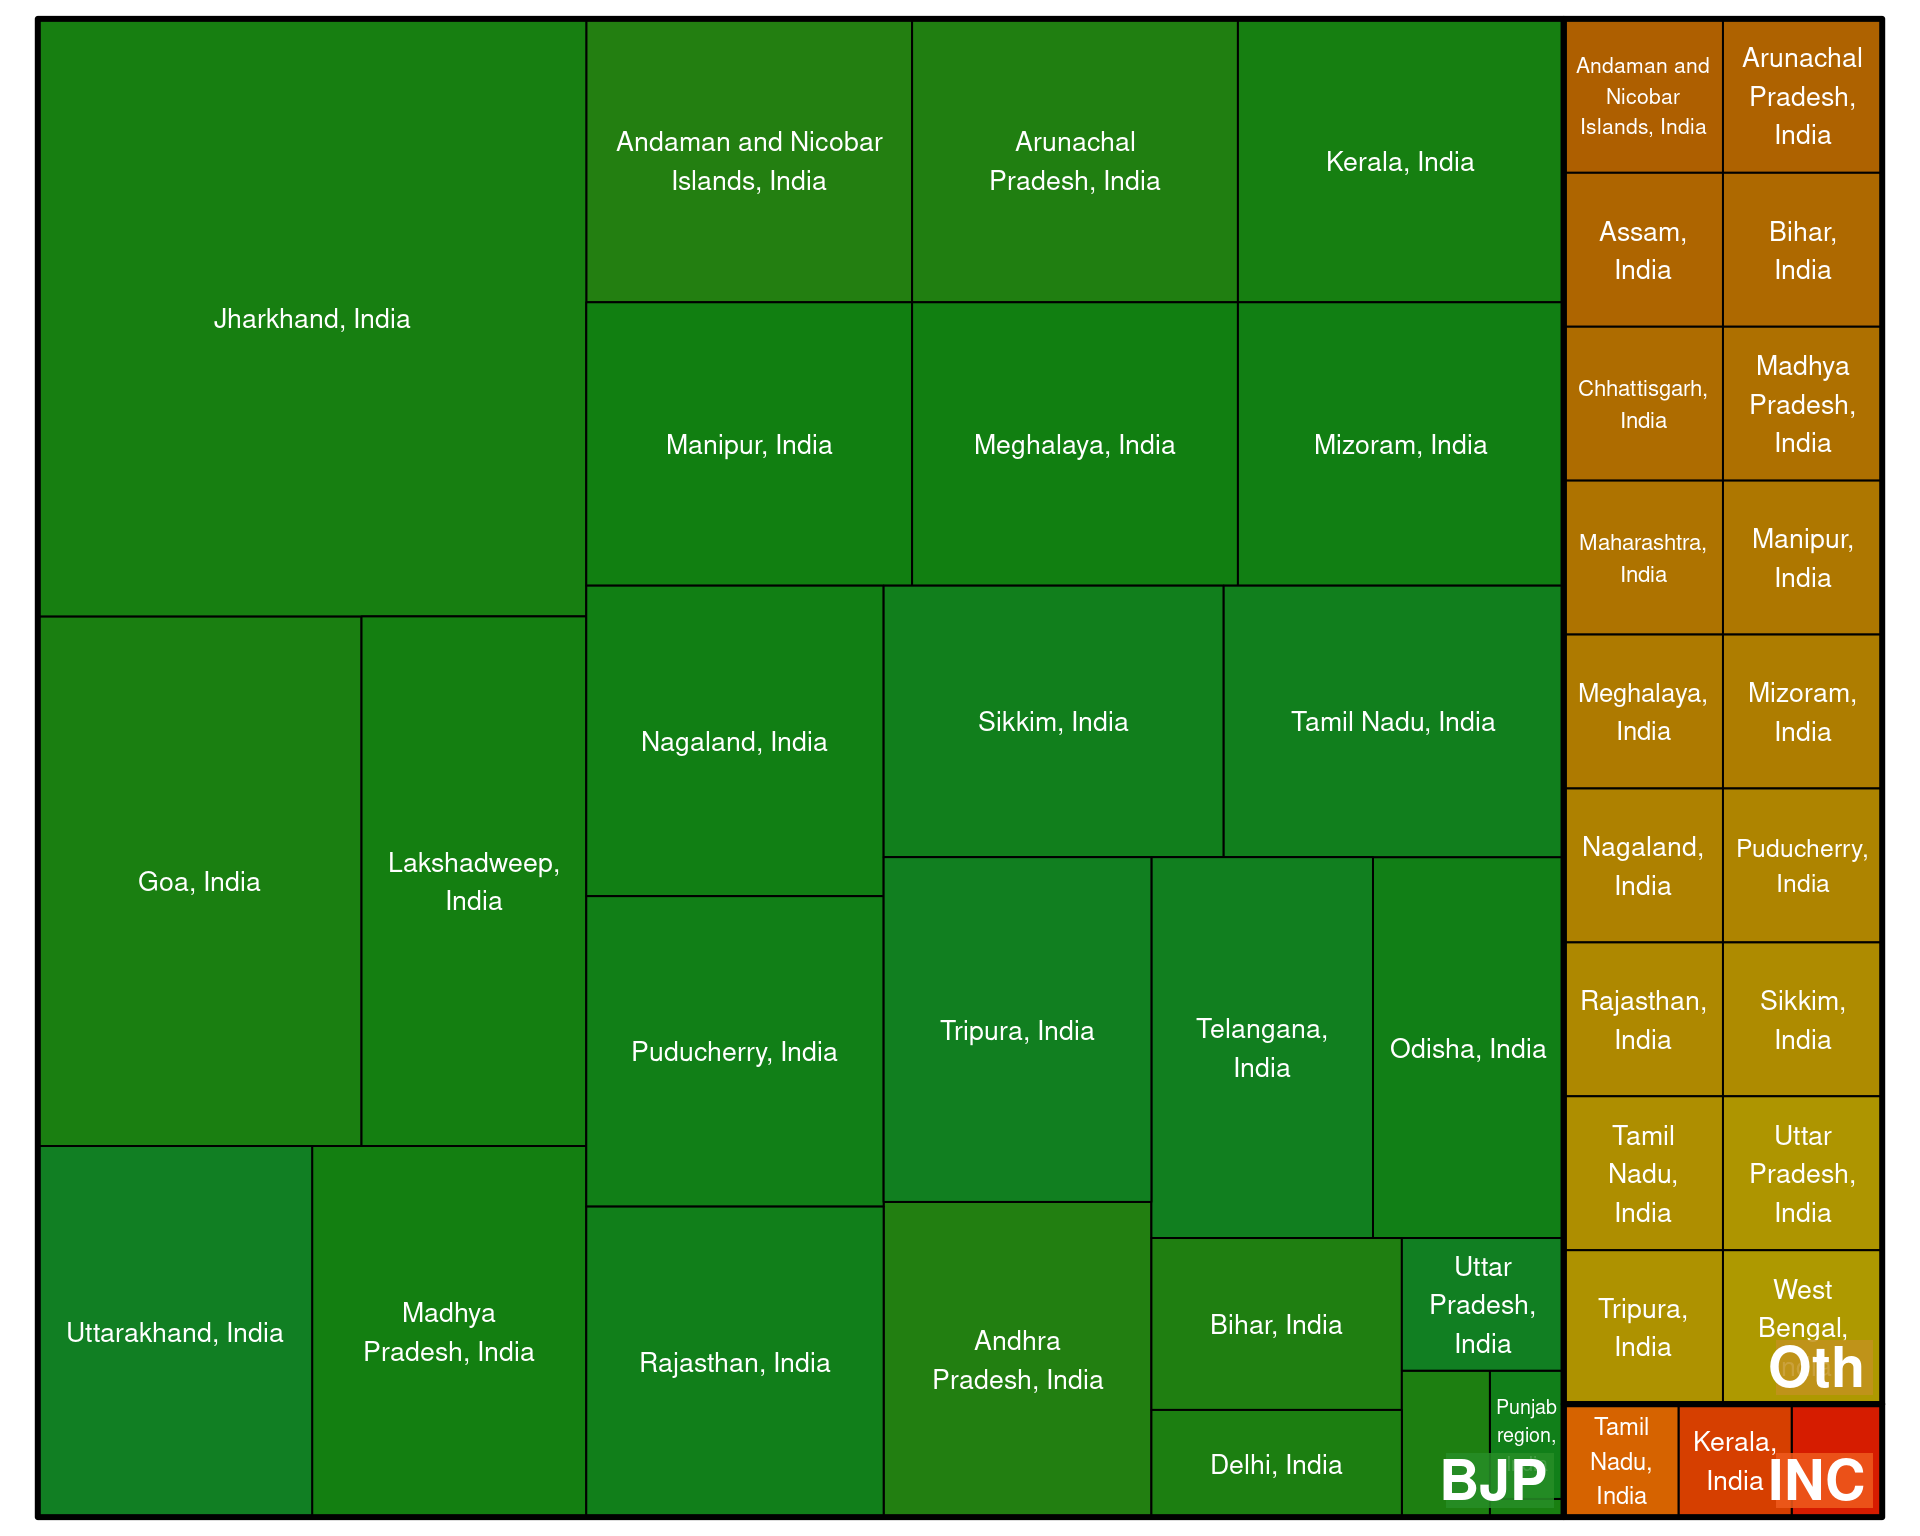 Jharkhand, India
Andaman and Nicobar
Islands, India
Arunachal
Pradesh, India
Kerala, India
Manipur, India
Meghalaya, India
Mizoram, India
Goa, India
Lakshadweep,
India
Nagaland, India
Sikkim, India
Tamil Nadu, India
Puducherry, India
Tripura, India
Telangana,
India
Odisha, India
Uttarakhand, India
Madhya
Pradesh, India
Rajasthan, India
Andhra
Pradesh, India
Bihar, India
Delhi, India
Uttar
Pradesh,
India
Punjab
region,
BJP
Andaman and
Nicobar
Islands, India
Arunachal
Pradesh,
India
Assam,
India
Bihar,
India
Chhattisgarh,
India
Madhya
Pradesh,
India
Maharashtra,
India
Manipur,
India
Meghalaya,
India
Mizoram,
India
Nagaland,
India
Puducherry,
India
Rajasthan,
India
Sikkim,
India
Tamil
Nadu,
India
Uttar
Pradesh,
India
Tripura,
India
West
Bengal,
Oth
Tamil
Nadu,
India
Kerala,
India
INC